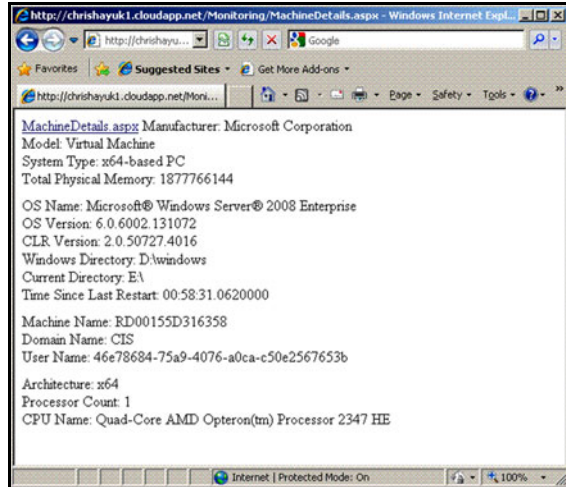 http://chrishayuk1.cloudapp.net/Monitoring/MachineDetails.aspx - Windows Internet Expl...
http://chrishayu...
Google
Favorites Suggested Sites Get More Add-ons
http://chrishayuk1.cloudapp.net/Moni... Page Safety Tools »
MachineDetails.aspx Manufacturer: Microsoft Corporation
Model: Virtual Machine
System Type: x64-based PC
Total Physical Memory: 1877766144
OS Name: Microsoft® Windows Server® 2008 Enterprise
OS Version: 6.0.6002.131072
CLR Version: 2.0.50727.4016
Windows Directory: D:\windows
Current Directory: E:\
Time Since Last Restart: 00:58:31.0620000
Machine Name: RD00155D316358
Domain Name: CIS
User Name: 46e78684-75a9-4076-a0ca-c50e2567653b
Architecture: x64
Processor Count: 1
CPU Name: Quad-Core AMD Opteron(tm) Processor 2347 HE
Internet | Protected Mode: On 100%